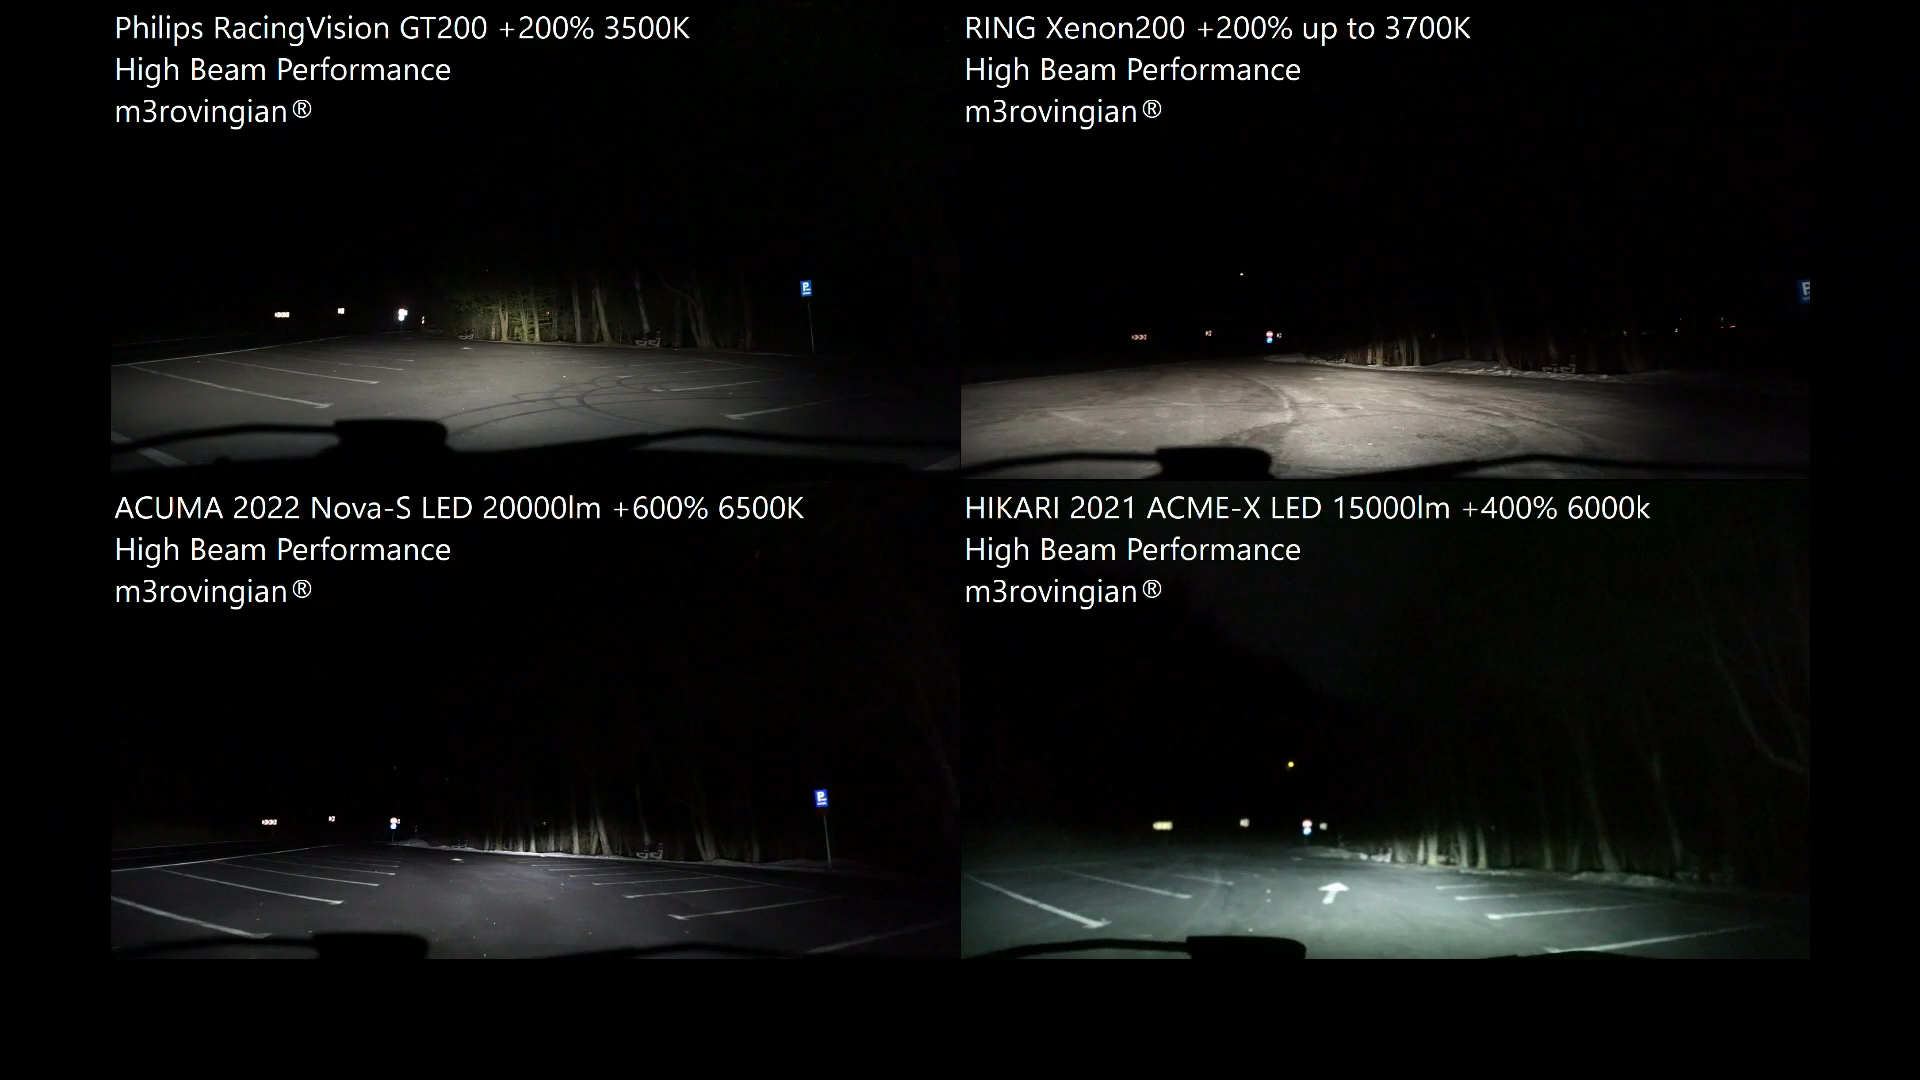 Philips RacingVision GT200 +200% 3500K
High Beam Performance
m3rovingian®
RING Xenon200 +200% up to 3700K
High Beam Performance
m3rovingian®
P
P
ACUMA 2022 Nova-S LED 20000lm +600% 6500K
High Beam Performance
m3rovingian®
HIKARI 2021 ACME-X LED 15000lm +400% 6000k
High Beam Performance
m3rovingian®
P